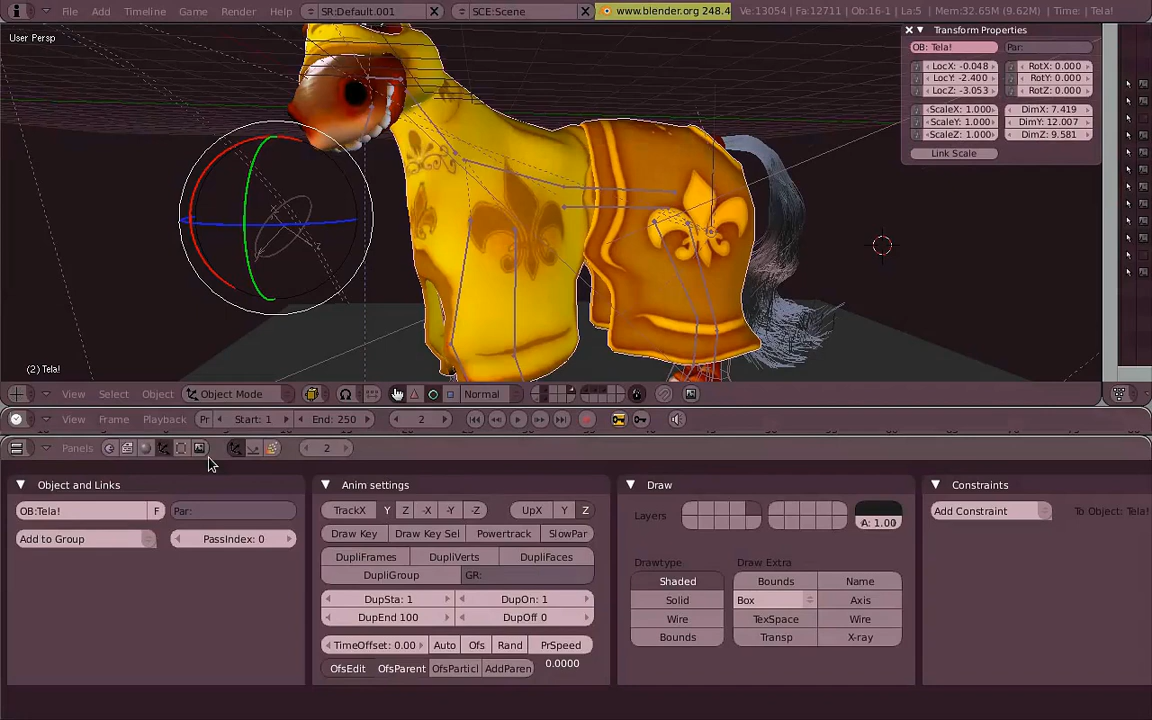 File Add Timeline Game Render Help SR:Default.001 SCE:Scene www.blender.org 248.4 Ve:13054 | Fa:12711 | Ob:16-1 | La:5 | Mem:32.65M (9.62M) | Time: | Tela!
User Persp
Transform Properties
OB: Tela! Par:
LocX: -0.048 RotX: 0.000
LocY: -2.400 RotY: 0.000
LocZ: -3.053 RotZ: 0.000
ScaleX: 1.000 DimX: 7.419
ScaleY: 1.000 DimY: 12.007
ScaleZ: 1.000 DimZ: 9.581
Link Scale
z
(2) Tela!
View Select Object Object Mode Normal
View Frame Playback Pr Start: 1 End: 250 2
Panels 2
Object and Links
OB:Tela! F Par:
Add to Group PassIndex: 0
Anim settings
TrackX Y Z -X -Y -Z UpX Y Z
Draw Key Draw Key Sel Powertrack SlowPar
DupliFrames DupliVerts DupliFaces
DupliGroup GR:
DupSta: 1 DupOn: 1
DupEnd 100 DupOff 0
TimeOffset: 0.00 Auto Ofs Rand PrSpeed
OfsEdit OfsParent OfsParticl AddParen 0.0000
Draw
Layers A: 1.00
Drawtype Draw Extra
Shaded Bounds Name
Solid Box Axis
Wire TexSpace Wire
Bounds Transp X-ray
Constraints
Add Constraint To Object: Tela!